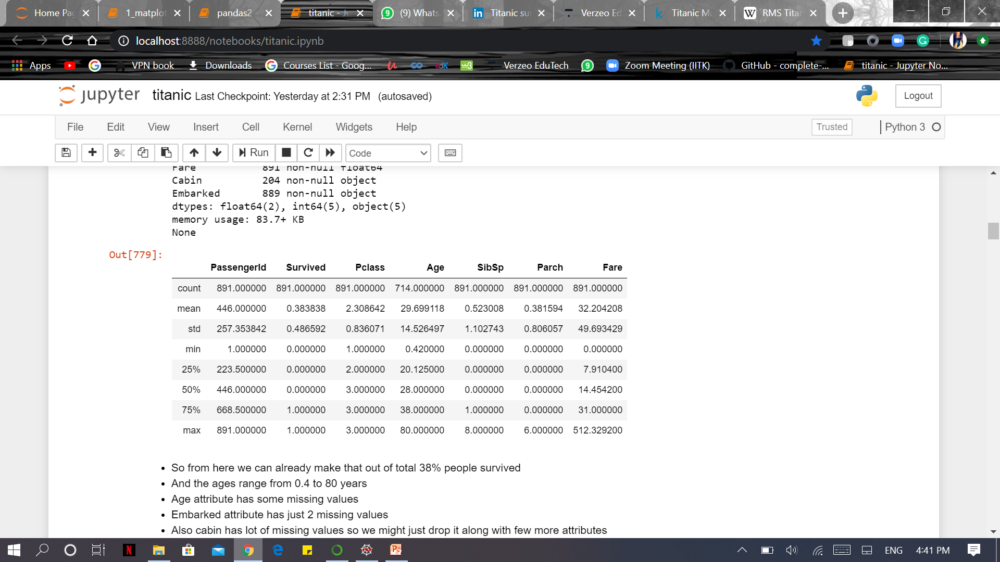 Home Pa
1_matplot
pandas2 -
titanic - Ju
(9) Whats
Titanic su
Verzeo Ed
Titanic M
RMS Titan
localhost:8888/notebooks/titanic.ipynb
Apps
VPN book
Downloads
Courses List - Goog...
Verzeo EduTech
Zoom Meeting (IITK)
GitHub - complete-...
titanic - Jupyter No...
jupyter titanic Last Checkpoint: Yesterday at 2:31 PM (autosaved)
Logout
File Edit View Insert Cell Kernel Widgets Help
Trusted
Python 3
Run
Code
Fare 891 non-null float64
Cabin 204 non-null object
Embarked 889 non-null object
dtypes: float64(2), int64(5), object(5)
memory usage: 83.7+ KB
None
Out[779]:
PassengerId Survived Pclass Age SibSp Parch Fare
count 891.000000 891.000000 891.000000 714.000000 891.000000 891.000000 891.000000
mean 446.000000 0.383838 2.308642 29.699118 0.523008 0.381594 32.204208
std 257.353842 0.486592 0.836071 14.526497 1.102743 0.806057 49.693429
min 1.000000 0.000000 1.000000 0.420000 0.000000 0.000000 0.000000
25% 223.500000 0.000000 2.000000 20.125000 0.000000 0.000000 7.910400
50% 446.000000 0.000000 3.000000 28.000000 0.000000 0.000000 14.454200
75% 668.500000 1.000000 3.000000 38.000000 1.000000 0.000000 31.000000
max 891.000000 1.000000 3.000000 80.000000 8.000000 6.000000 512.329200
• So from here we can already make that out of total 38% people survived
• And the ages range from 0.4 to 80 years
• Age attribute has some missing values
• Embarked attribute has just 2 missing values
• Also cabin has lot of missing values so we might just drop it along with few more attributes
ENG 4:41 PM